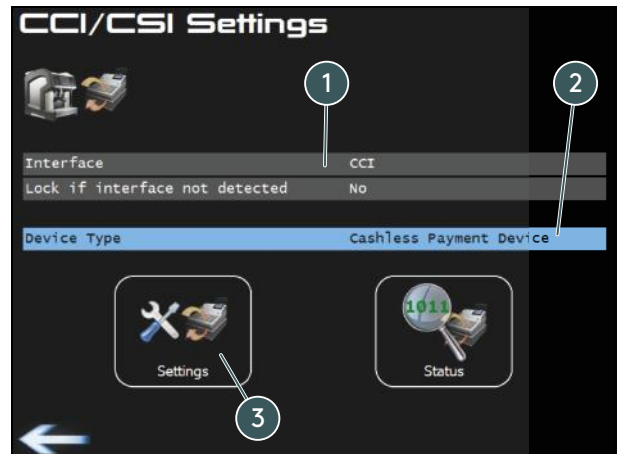 CCI/CSI Settings
1
2
Interface CCI
Lock if interface not detected No
Device Type Cashless Payment Device
1011
Settings
Status
3